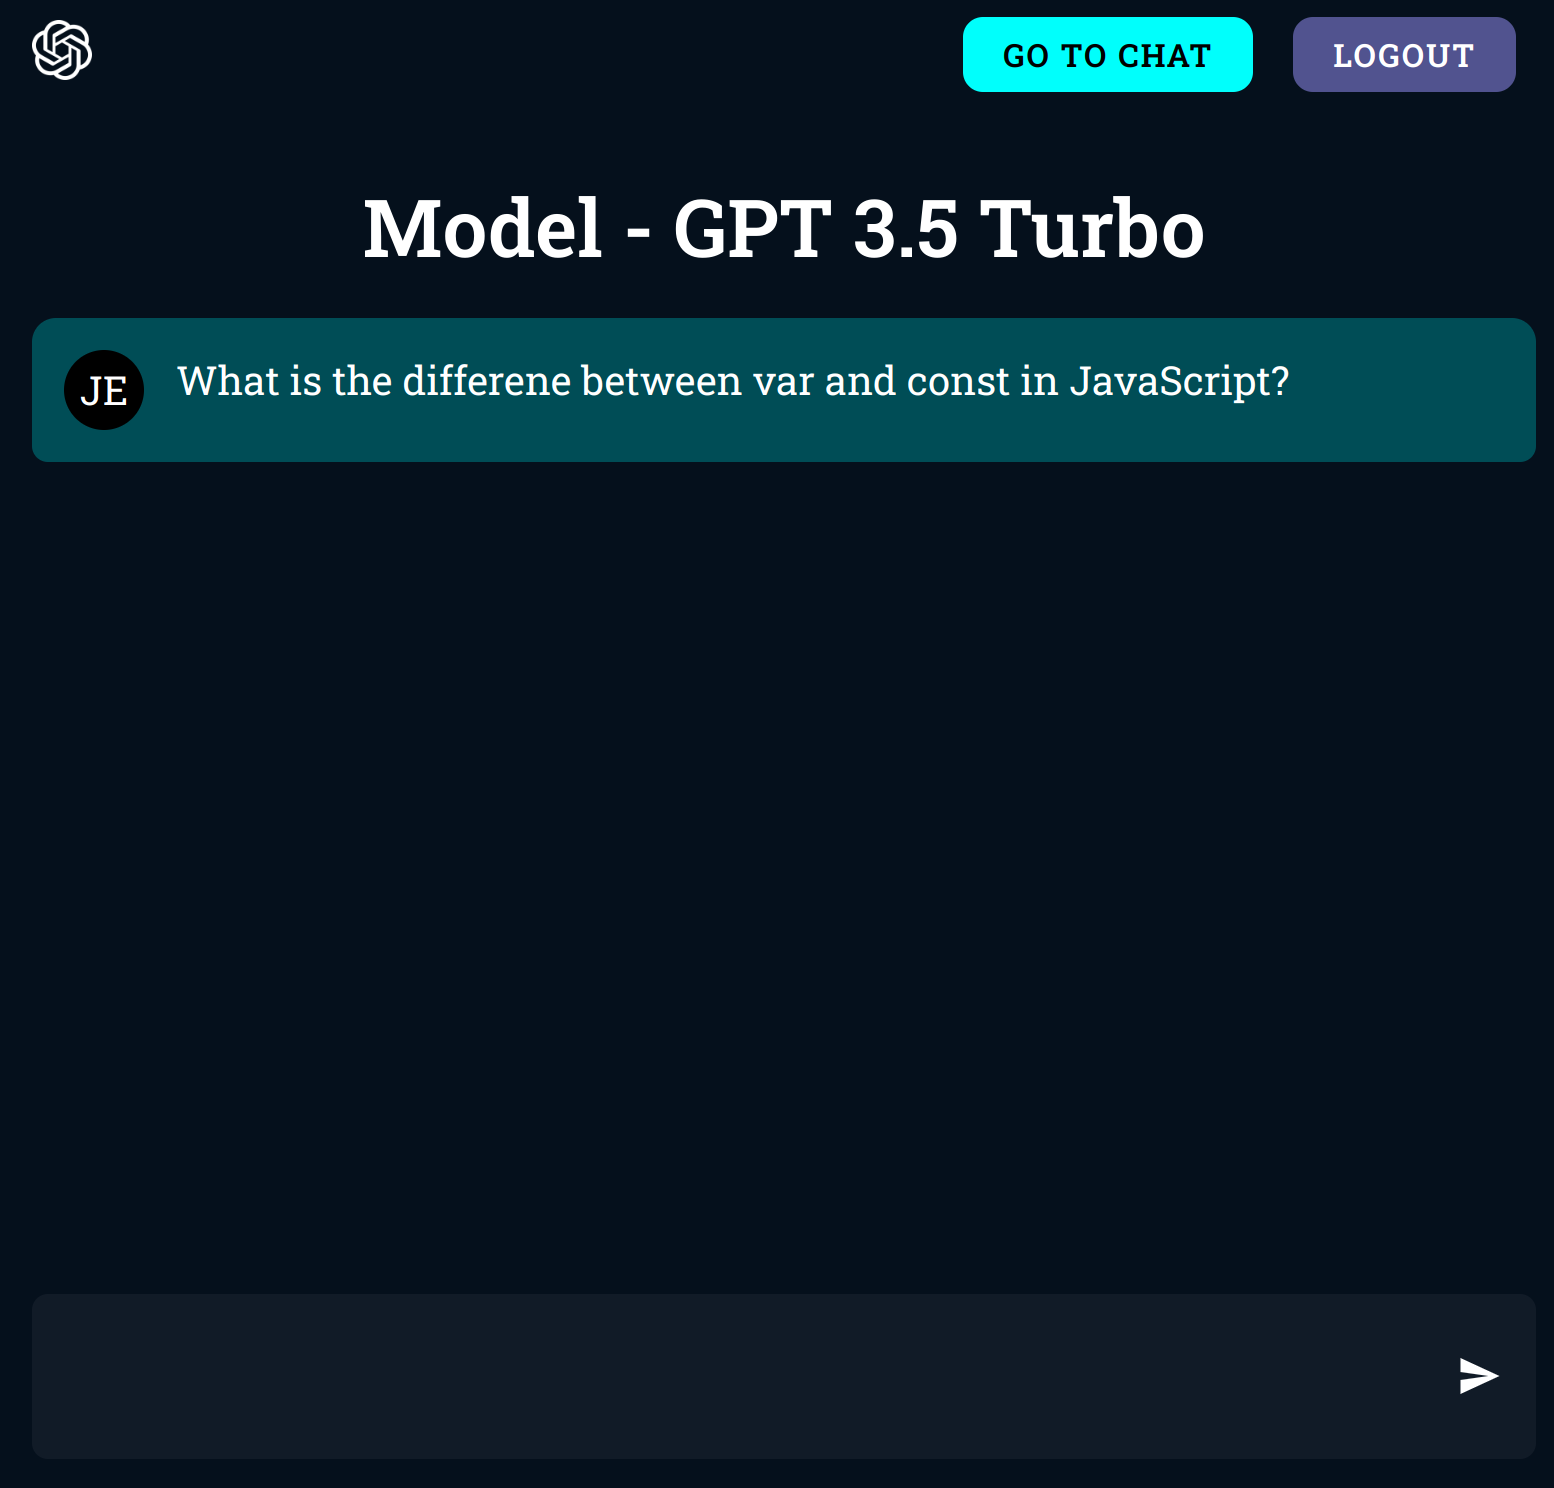 GO TO CHAT
LOGOUT
Model - GPT 3.5 Turbo
JE
What is the differene between var and const in JavaScript?